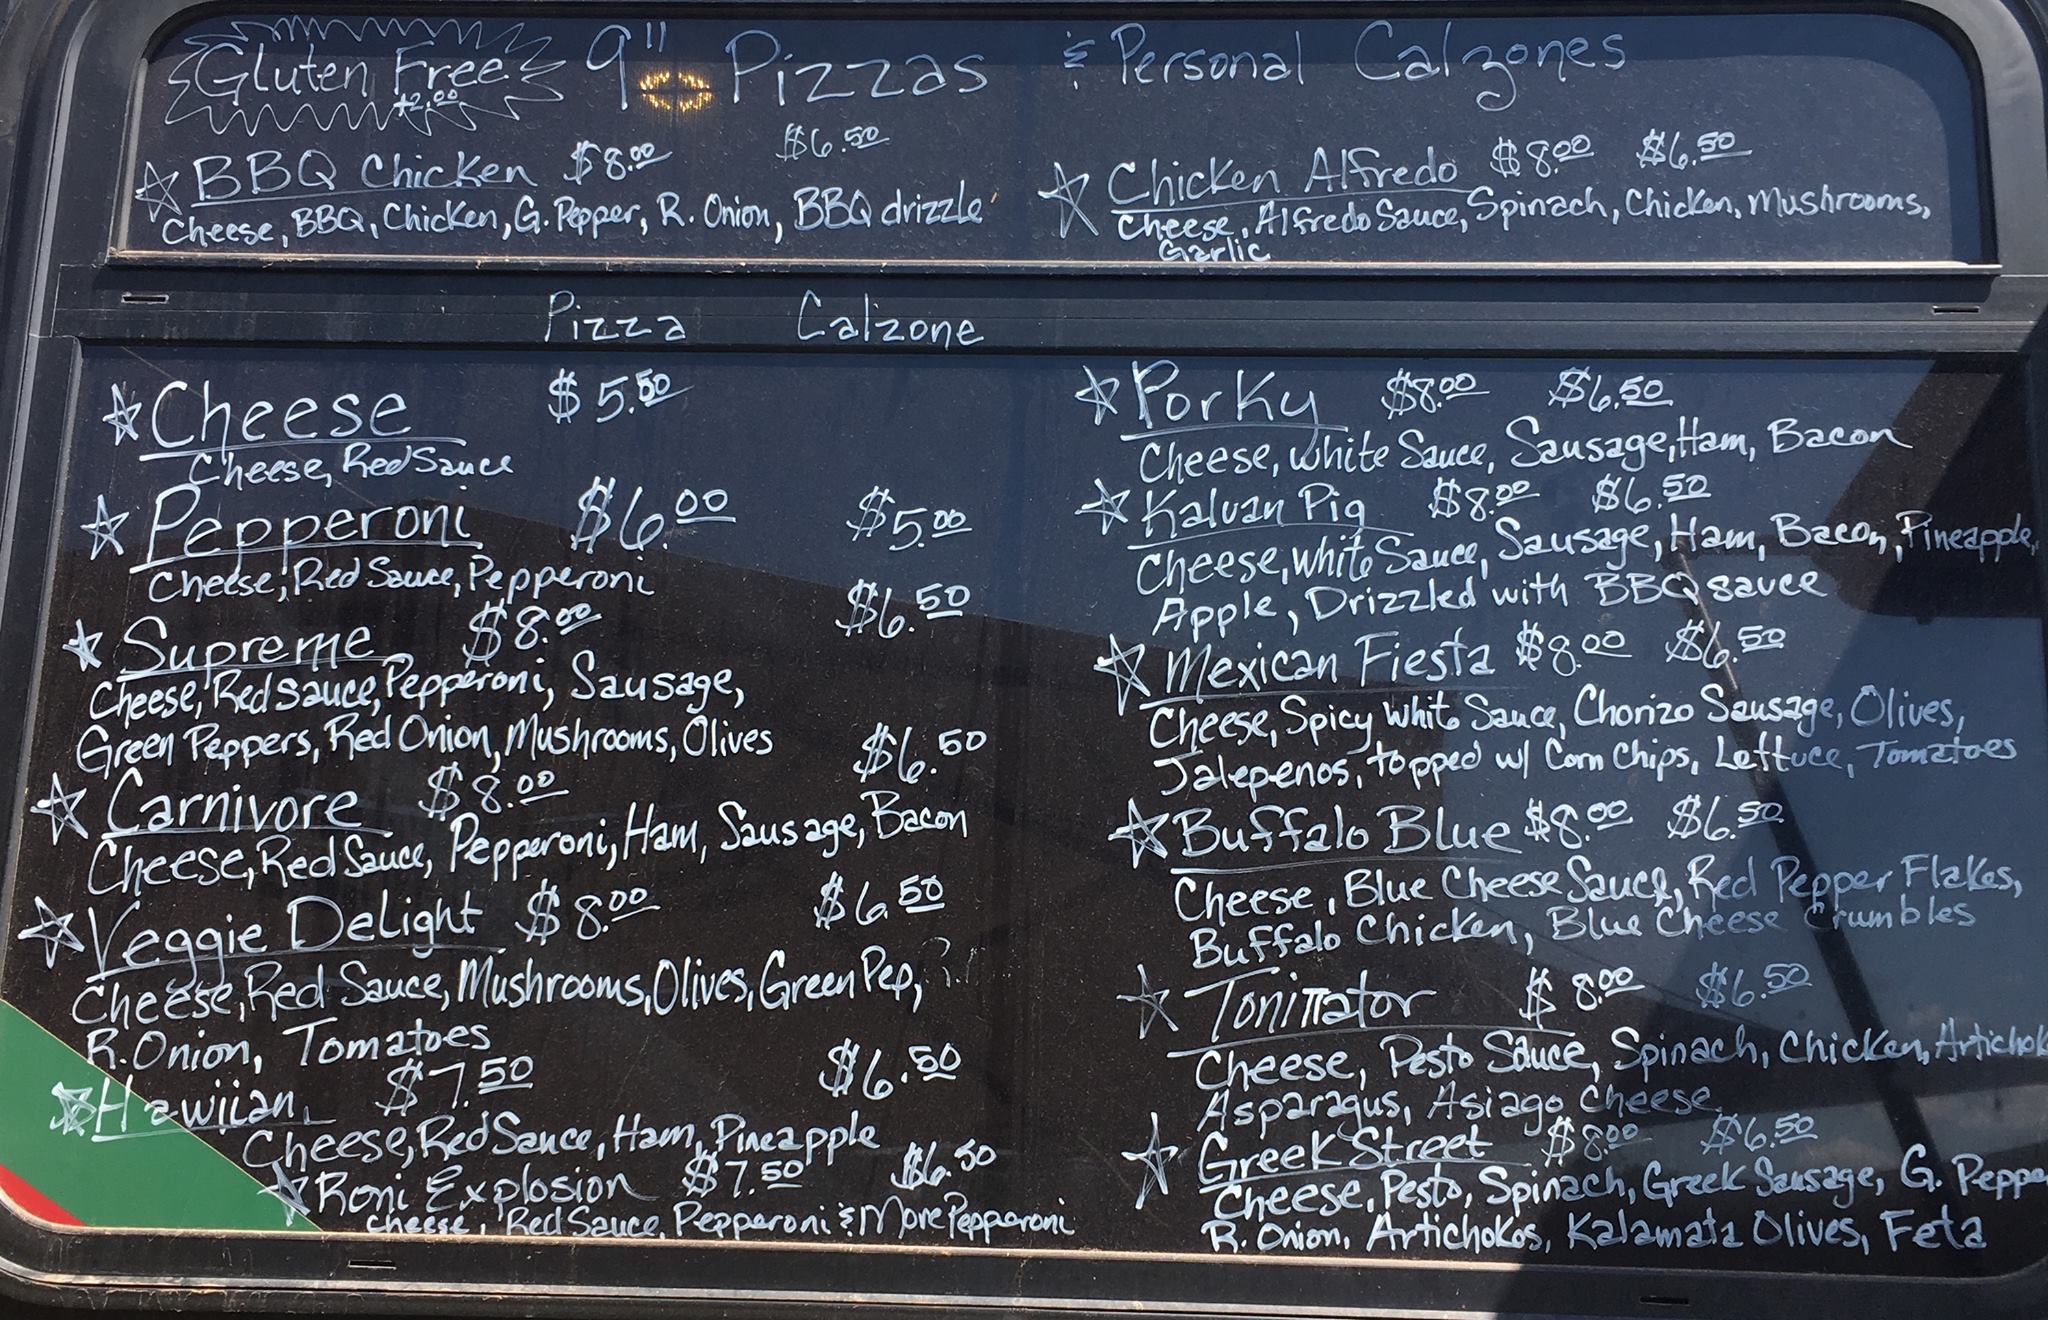 Gluten Free 9" Pizzas & Personal Calzones
+2.00
BBQ Chicken $8.00 $6.50
Cheese, BBQ, Chicken, G. Pepper, R. Onion, BBQ drizzle
Chicken Alfredo $8.00 $6.50
Cheese, Alfredo Sauce, Spinach, Chicken, Mushrooms,
Garlic
Pizza Calzone
Cheese $5.50
Cheese, Red Sauce
Pepperoni $6.00 $5.00
Cheese, Red Sauce, Pepperoni
Supreme $8.00 $6.50
Cheese, Red Sauce, Pepperoni, Sausage,
Green Peppers, Red Onion, Mushrooms, Olives
Carnivore $8.00 $6.50
Cheese, Red Sauce, Pepperoni, Ham, Sausage, Bacon
Veggie Delight $8.00 $6.50
Cheese, Red Sauce, Mushrooms, Olives, Green Pep,
R. Onion, Tomatoes
Hawiian $7.50 $6.50
Cheese, Red Sauce, Ham, Pineapple
Roni Explosion $7.50 $6.50
Cheese, Red Sauce, Pepperoni & More Pepperoni
Porky $8.00 $6.50
Cheese, White Sauce, Sausage, Ham, Bacon
Kaluan Pig $8.00 $6.50
Cheese, White Sauce, Sausage, Ham, Bacon, Pineapple,
Apple, Drizzled with BBQ sauce
Mexican Fiesta $8.00 $6.50
Cheese, Spicy White Sauce, Chorizo Sausage, Olives,
Jalepenos, topped w/ Corn Chips, Lettuce, Tomatoes
Buffalo Blue $8.00 $6.50
Cheese, Blue Cheese Sauce, Red Pepper Flakes,
Buffalo Chicken, Blue Cheese Crumbles
Toninator $8.00 $6.50
Cheese, Pesto Sauce, Spinach, Chicken, Artichok
Asparagus, Asiago Cheese
Greek Street $8.00 $6.50
Cheese, Pesto, Spinach, Greek Sausage, G. Pepper
R. Onion, Artichokos, Kalamata Olives, Feta